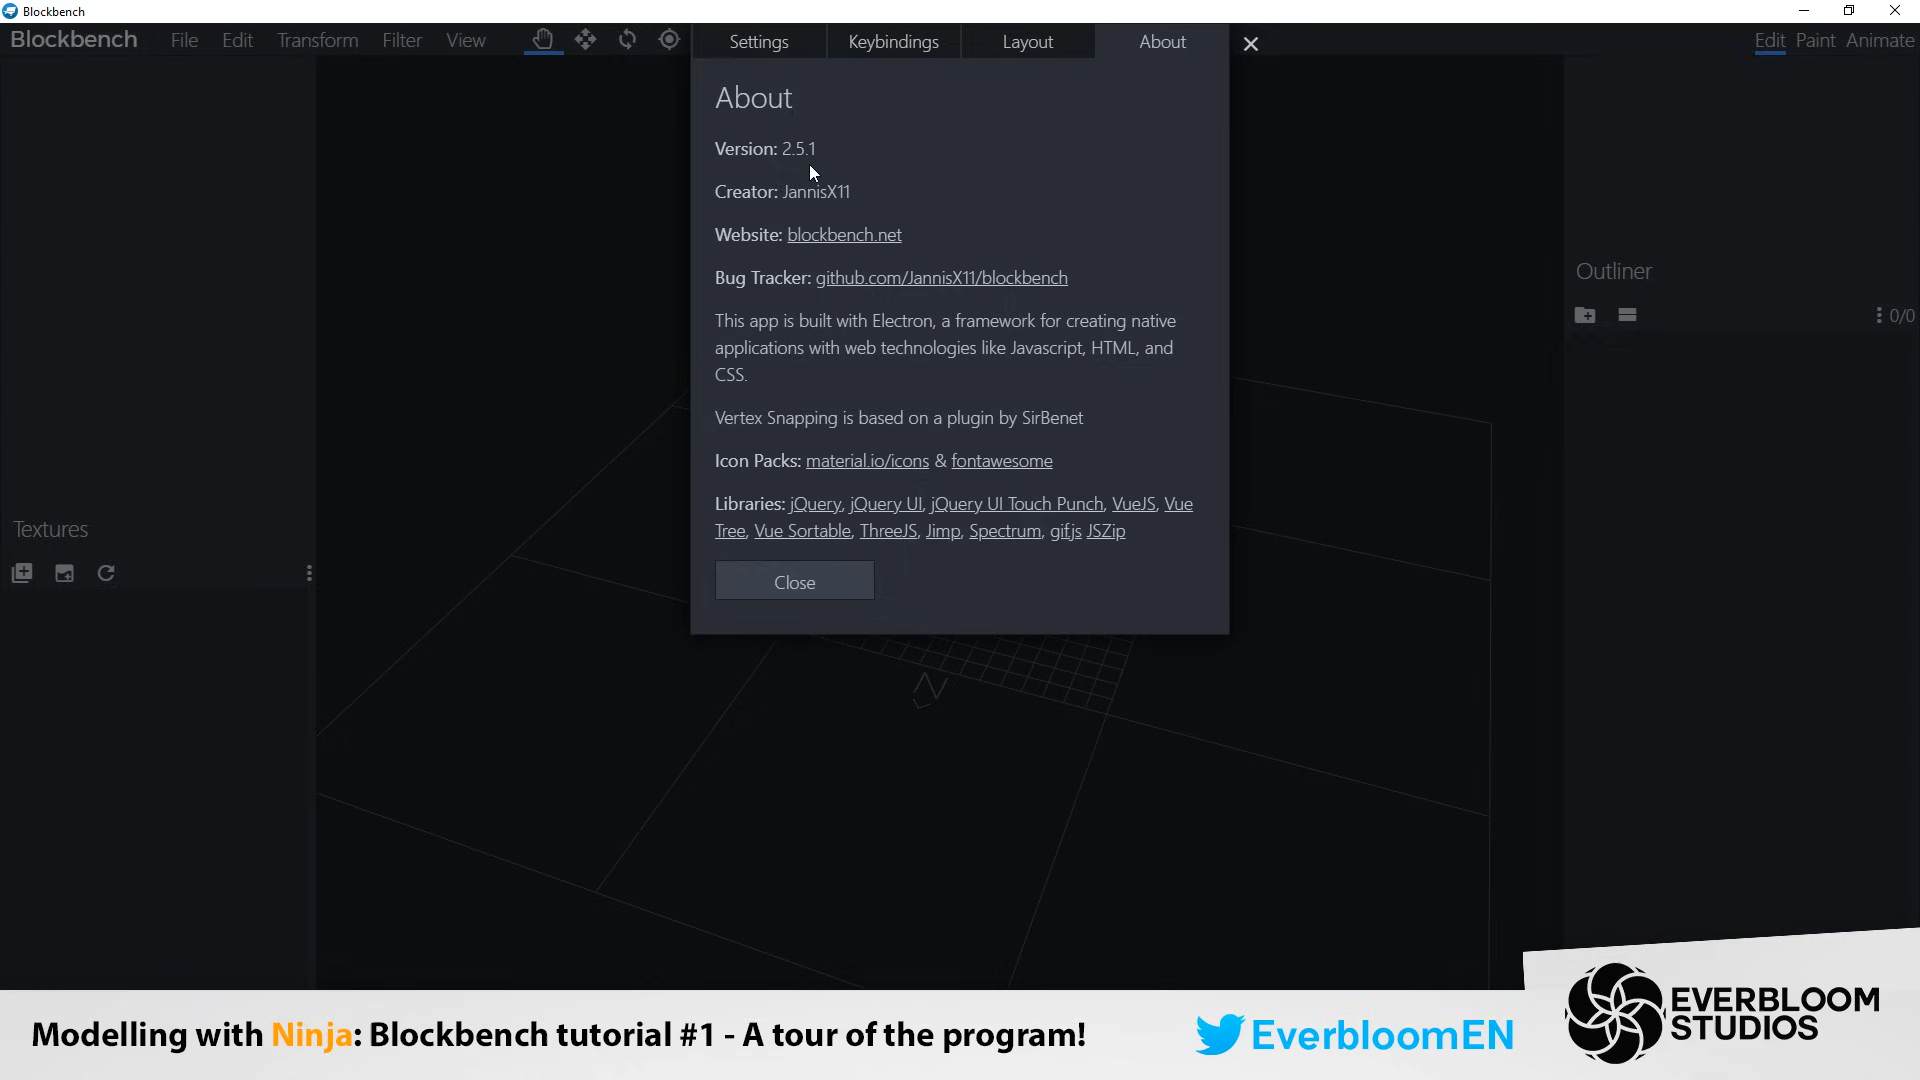 Blockbench
Blockbench File Edit Transform Filter View
Settings Keybindings Layout About
Edit Paint Animate
About
Version: 2.5.1
Creator: JannisX11
Website: blockbench.net
Bug Tracker: github.com/JannisX11/blockbench
This app is built with Electron, a framework for creating native
applications with web technologies like Javascript, HTML, and
CSS.
Vertex Snapping is based on a plugin by SirBenet
Icon Packs: material.io/icons & fontawesome
Libraries: jQuery, jQuery UI, jQuery UI Touch Punch, VueJS, Vue
Tree, Vue Sortable, ThreeJS, Jimp, Spectrum, gif.js JSZip
Close
Textures
Outliner
0/0
N
Modelling with Ninja: Blockbench tutorial #1 - A tour of the program!
EverbloomEN
EVERBLOOM
STUDIOS